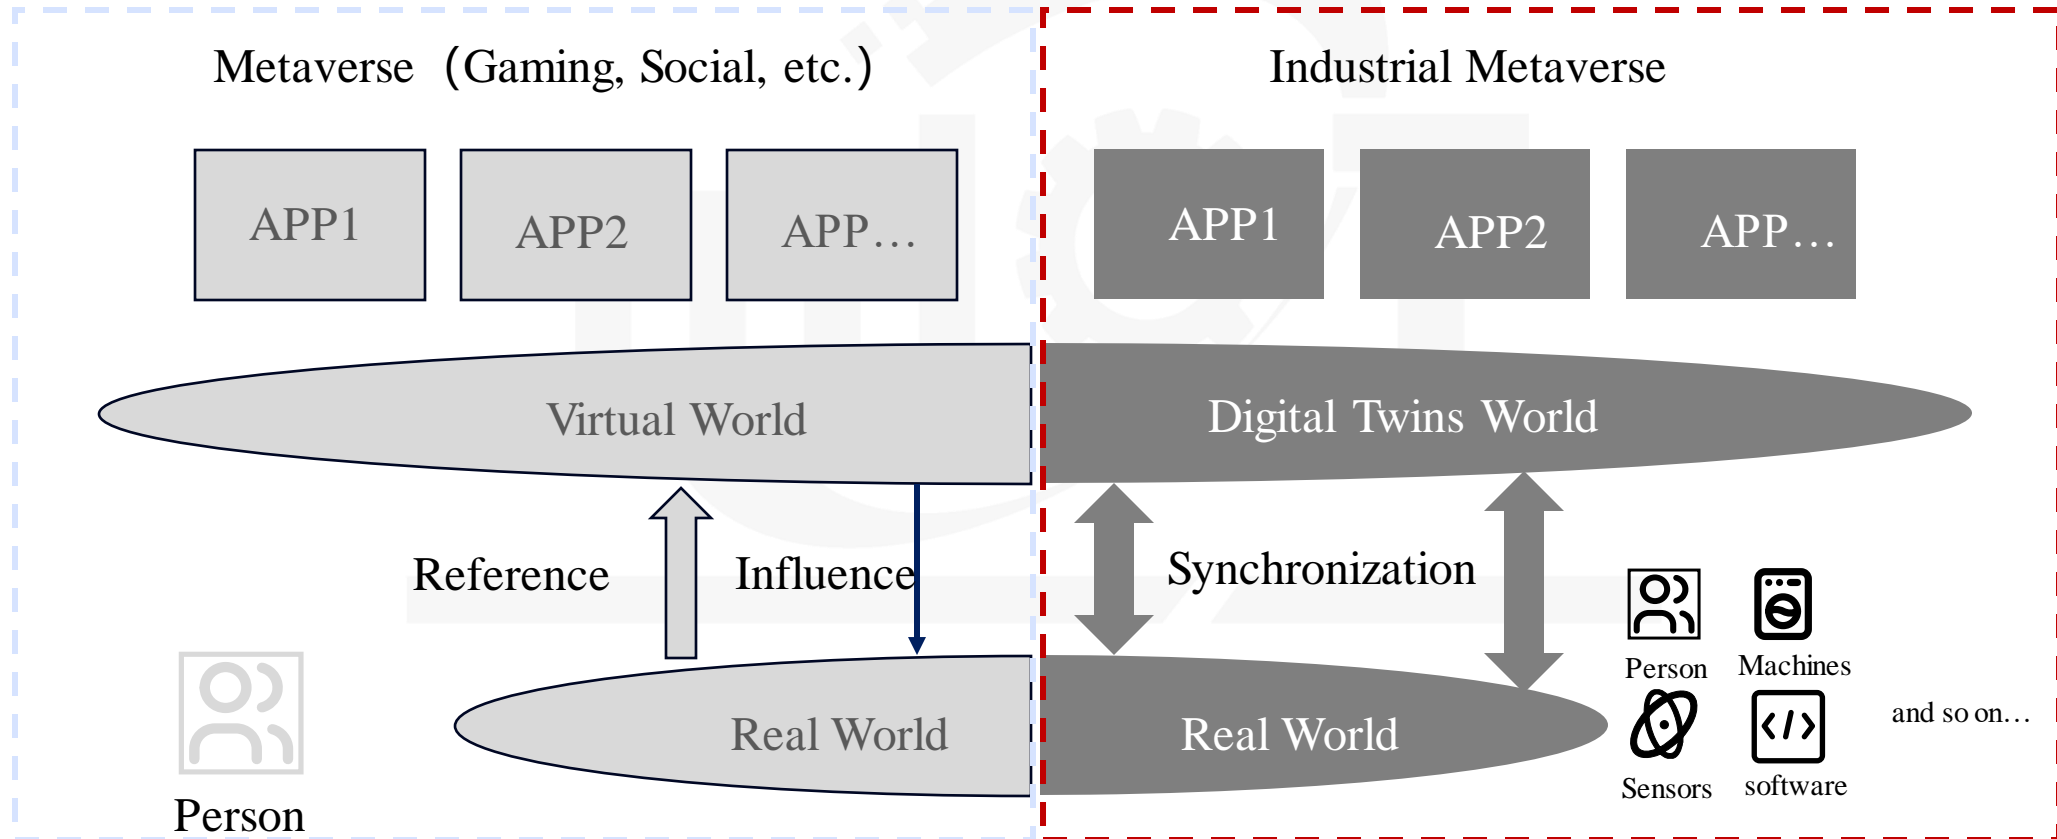 Metaverse（Gaming, Social, etc.）
APP1
APP2
APP…
Virtual World
Reference
Influence
Real World
Person
Industrial Metaverse
APP1
APP2
APP…
Digital Twins World
Synchronization
Real World
Person
Machines
Sensors
software
and so on…